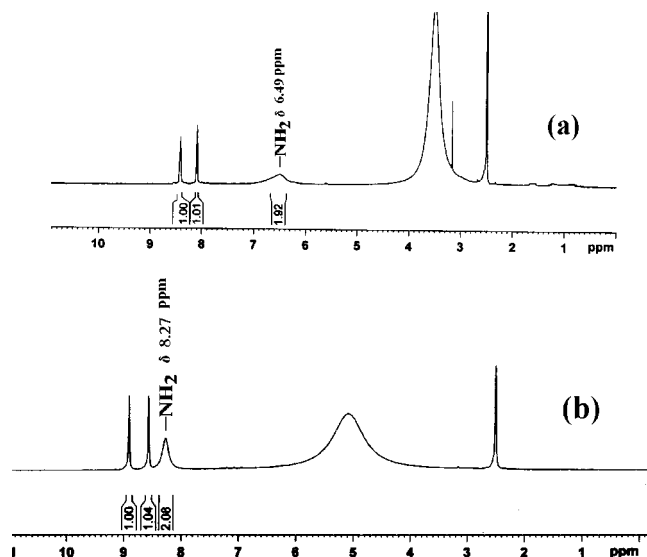 –NH2 δ 6.49 ppm
(a)
1.00 1.01 1.92
10 9 8 7 6 5 4 3 2 1 ppm
–NH2 δ 8.27 ppm
(b)
1.00 1.04 2.08
10 9 8 7 6 5 4 3 2 1 ppm